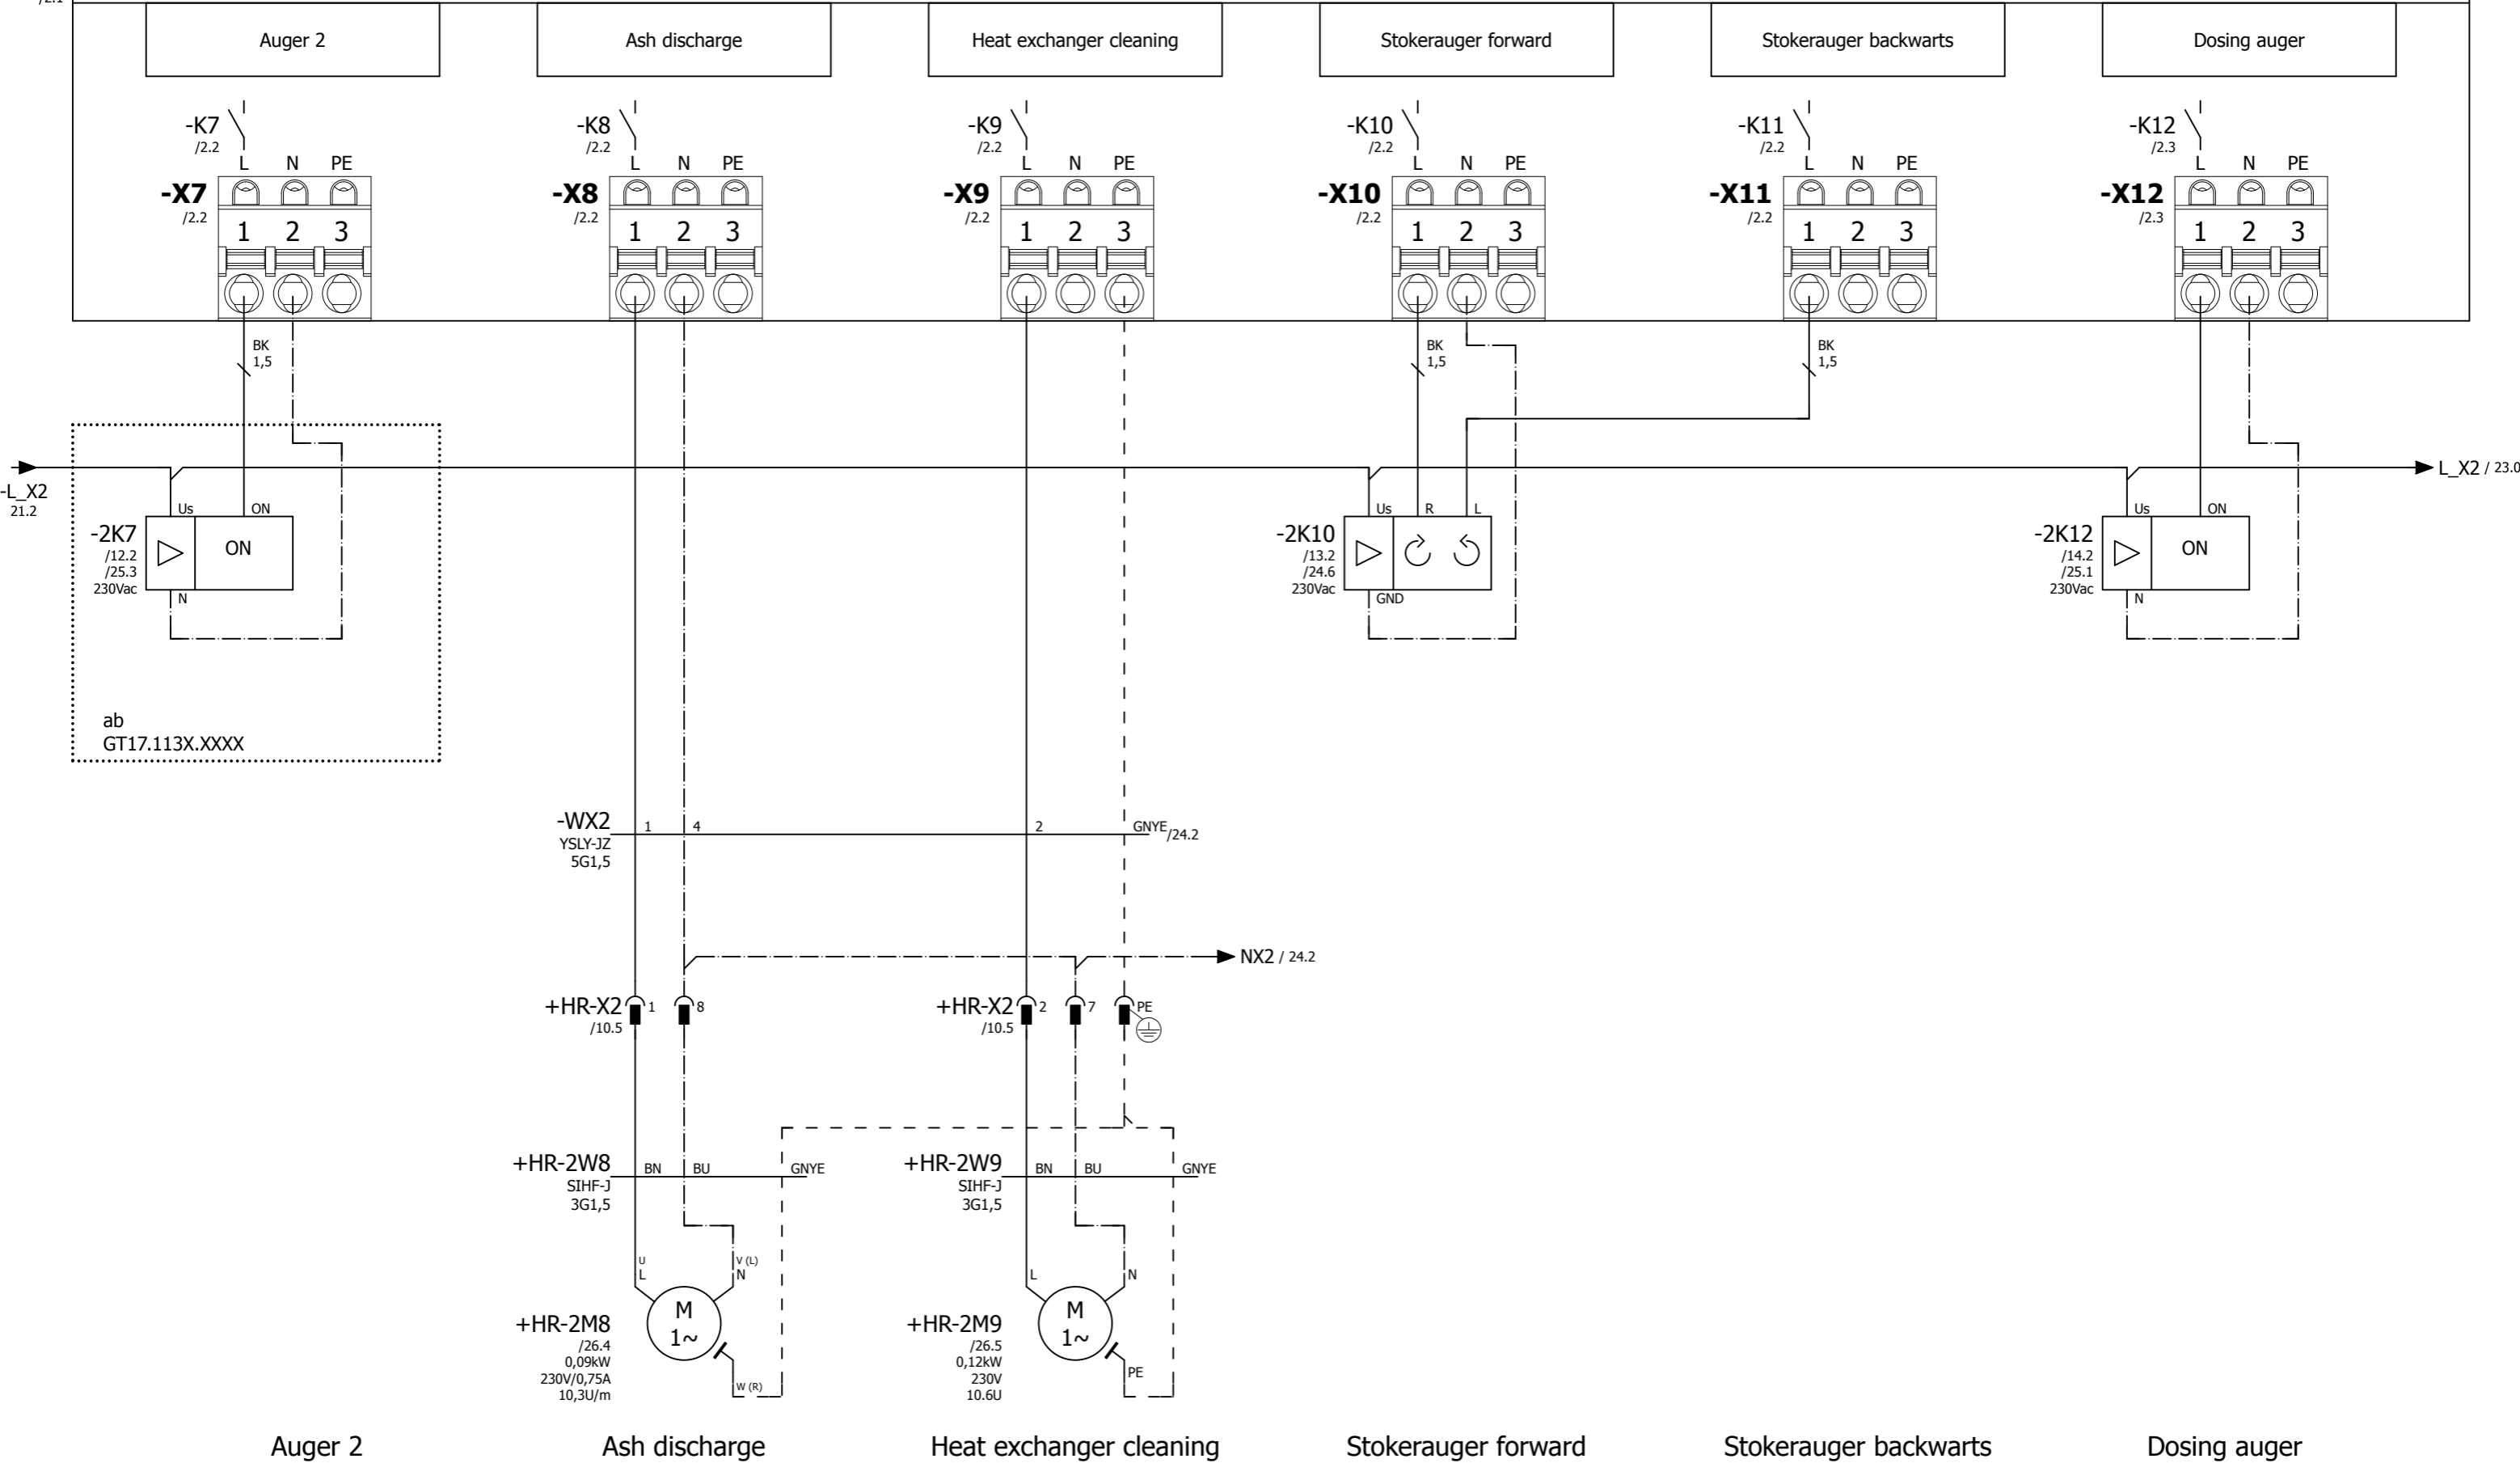 /2.1
Auger 2
Ash discharge
Heat exchanger cleaning
Stokerauger forward
Stokerauger backwarts
Dosing auger
-K7
/2.2
L N PE
-X7
/2.2
1 2 3
-K8
/2.2
L N PE
-X8
/2.2
1 2 3
-K9
/2.2
L N PE
-X9
/2.2
1 2 3
-K10
/2.2
L N PE
-X10
/2.2
1 2 3
-K11
/2.2
L N PE
-X11
/2.2
1 2 3
-K12
/2.3
L N PE
-X12
/2.3
1 2 3
BK
1,5
BK
1,5
BK
1,5
-L_X2
21.2
L_X2 / 23.0
Us ON
-2K7
/12.2
/25.3
230Vac
ON
N
ab
GT17.113X.XXXX
Us R L
-2K10
/13.2
/24.6
230Vac
GND
Us ON
-2K12
/14.2
/25.1
230Vac
ON
N
-WX2
YSLY-JZ
5G1,5
1 4 2 GNYE /24.2
NX2 / 24.2
+HR-X2
/10.5
1 8
+HR-X2
/10.5
2 7 PE
+HR-2W8
SIHF-J
3G1,5
BN BU GNYE
+HR-2W9
SIHF-J
3G1,5
BN BU GNYE
U
L
V (L)
N
M
1~
W (R)
+HR-2M8
/26.4
0,09kW
230V/0,75A
10,3U/m
L N
M
1~
PE
+HR-2M9
/26.5
0,12kW
230V
10.6U
Auger 2
Ash discharge
Heat exchanger cleaning
Stokerauger forward
Stokerauger backwarts
Dosing auger